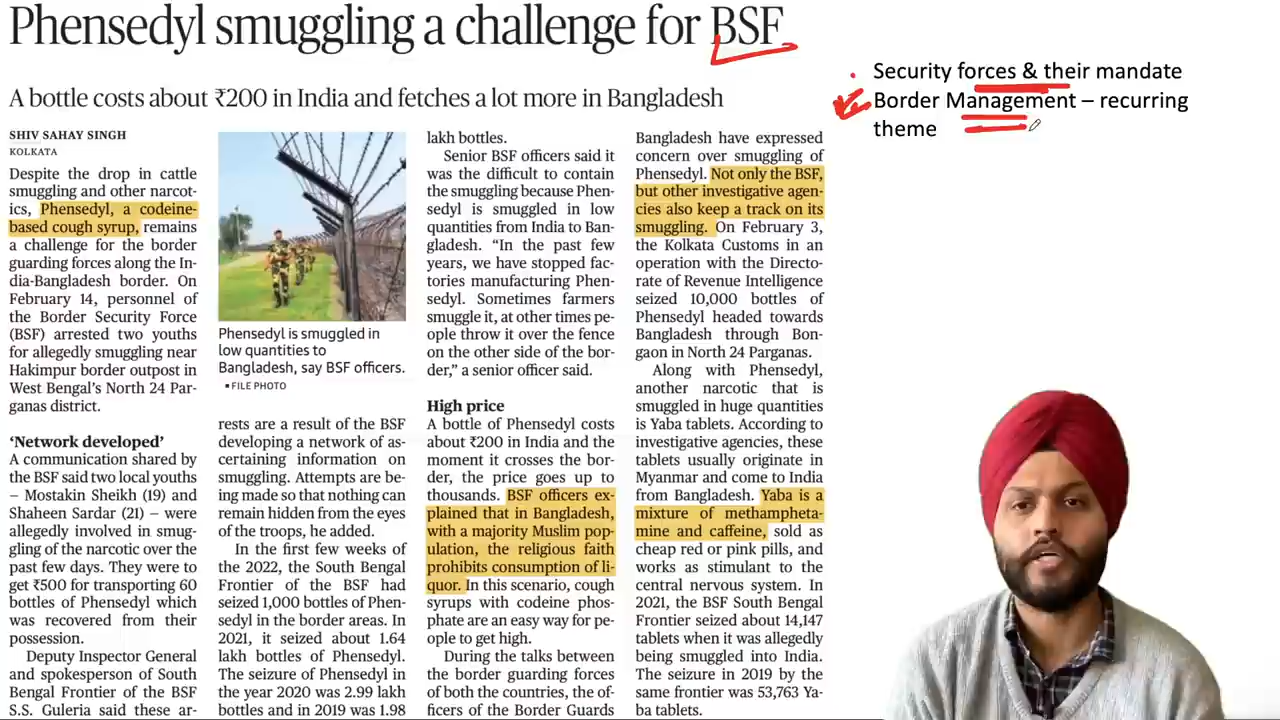 Phensedyl smuggling a challenge for BSF
A bottle costs about ₹200 in India and fetches a lot more in Bangladesh
SHIV SAHAY SINGH
KOLKATA
Despite the drop in cattle
smuggling and other narcot-
ics, Phensedyl, a codeine-
based cough syrup, remains
a challenge for the border
guarding forces along the In-
dia-Bangladesh border. On
February 14, personnel of
the Border Security Force
(BSF) arrested two youths
for allegedly smuggling near
Hakimpur border outpost in
West Bengal's North 24 Par-
ganas district.
'Network developed'
A communication shared by
the BSF said two local youths
– Mostakin Sheikh (19) and
Shaheen Sardar (21) – were
allegedly involved in smug-
gling of the narcotic over the
past few days. They were to
get ₹500 for transporting 60
bottles of Phensedyl which
was recovered from their
possession.
Deputy Inspector General
and spokesperson of South
Bengal Frontier of the BSF
S.S. Guleria said these ar-
Phensedyl is smuggled in
low quantities to
Bangladesh, say BSF officers.
▪ FILE PHOTO
rests are a result of the BSF
developing a network of as-
certaining information on
smuggling. Attempts are be-
ing made so that nothing can
remain hidden from the eyes
of the troops, he added.
In the first few weeks of
the 2022, the South Bengal
Frontier of the BSF had
seized 1,000 bottles of Phen-
sedyl in the border areas. In
2021, it seized about 1.64
lakh bottles of Phensedyl.
The seizure of Phensedyl in
the year 2020 was 2.99 lakh
bottles and in 2019 was 1.98
lakh bottles.
Senior BSF officers said it
was the difficult to contain
the smuggling because Phen-
sedyl is smuggled in low
quantities from India to Ban-
gladesh. “In the past few
years, we have stopped fac-
tories manufacturing Phen-
sedyl. Sometimes farmers
smuggle it, at other times peo-
ple throw it over the fence
on the other side of the bor-
der,” a senior officer said.
High price
A bottle of Phensedyl costs
about ₹200 in India and the
moment it crosses the bor-
der, the price goes up to
thousands. BSF officers ex-
plained that in Bangladesh,
with a majority Muslim pop-
ulation, the religious faith
prohibits consumption of li-
quor. In this scenario, cough
syrups with codeine phos-
phate are an easy way for pe-
ople to get high.
During the talks between
the border guarding forces
of both the countries, the of-
ficers of the Border Guards
Bangladesh have expressed
concern over smuggling of
Phensedyl. Not only the BSF,
but other investigative agen-
cies also keep a track on its
smuggling. On February 3,
the Kolkata Customs in an
operation with the Directo-
rate of Revenue Intelligence
seized 10,000 bottles of
Phensedyl headed towards
Bangladesh through Bon-
gaon in North 24 Parganas.
Along with Phensedyl,
another narcotic that is
smuggled in huge quantities
is Yaba tablets. According to
investigative agencies, these
tablets usually originate in
Myanmar and come to India
from Bangladesh. Yaba is a
mixture of methampheta-
mine and caffeine, sold as
cheap red or pink pills, and
works as stimulant to the
central nervous system. In
2021, the BSF South Bengal
Frontier seized about 14,147
tablets when it was allegedly
being smuggled into India.
The seizure in 2019 by the
same frontier was 53,763 Ya-
ba tablets.
Security forces & their mandate
Border Management – recurring
theme